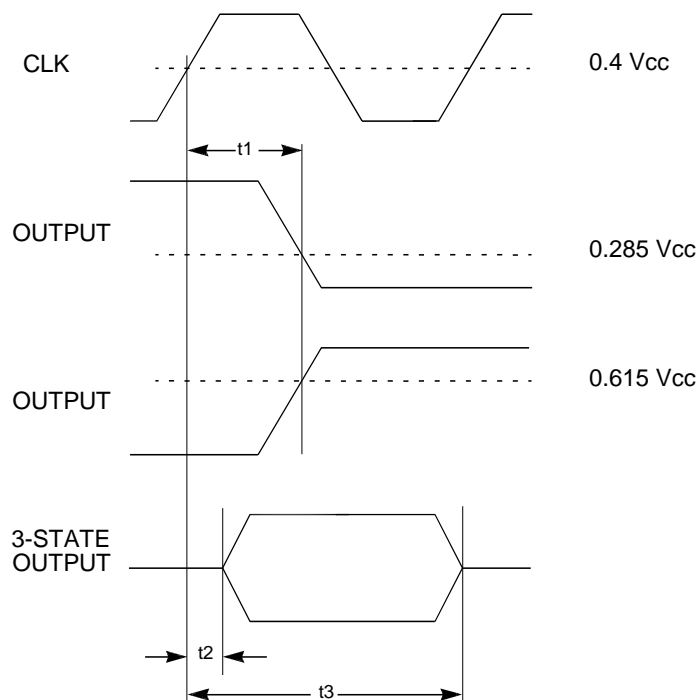 CLK
0.4 Vcc
t1
OUTPUT
0.285 Vcc
0.615 Vcc
OUTPUT
3-STATE
OUTPUT
t2
t3